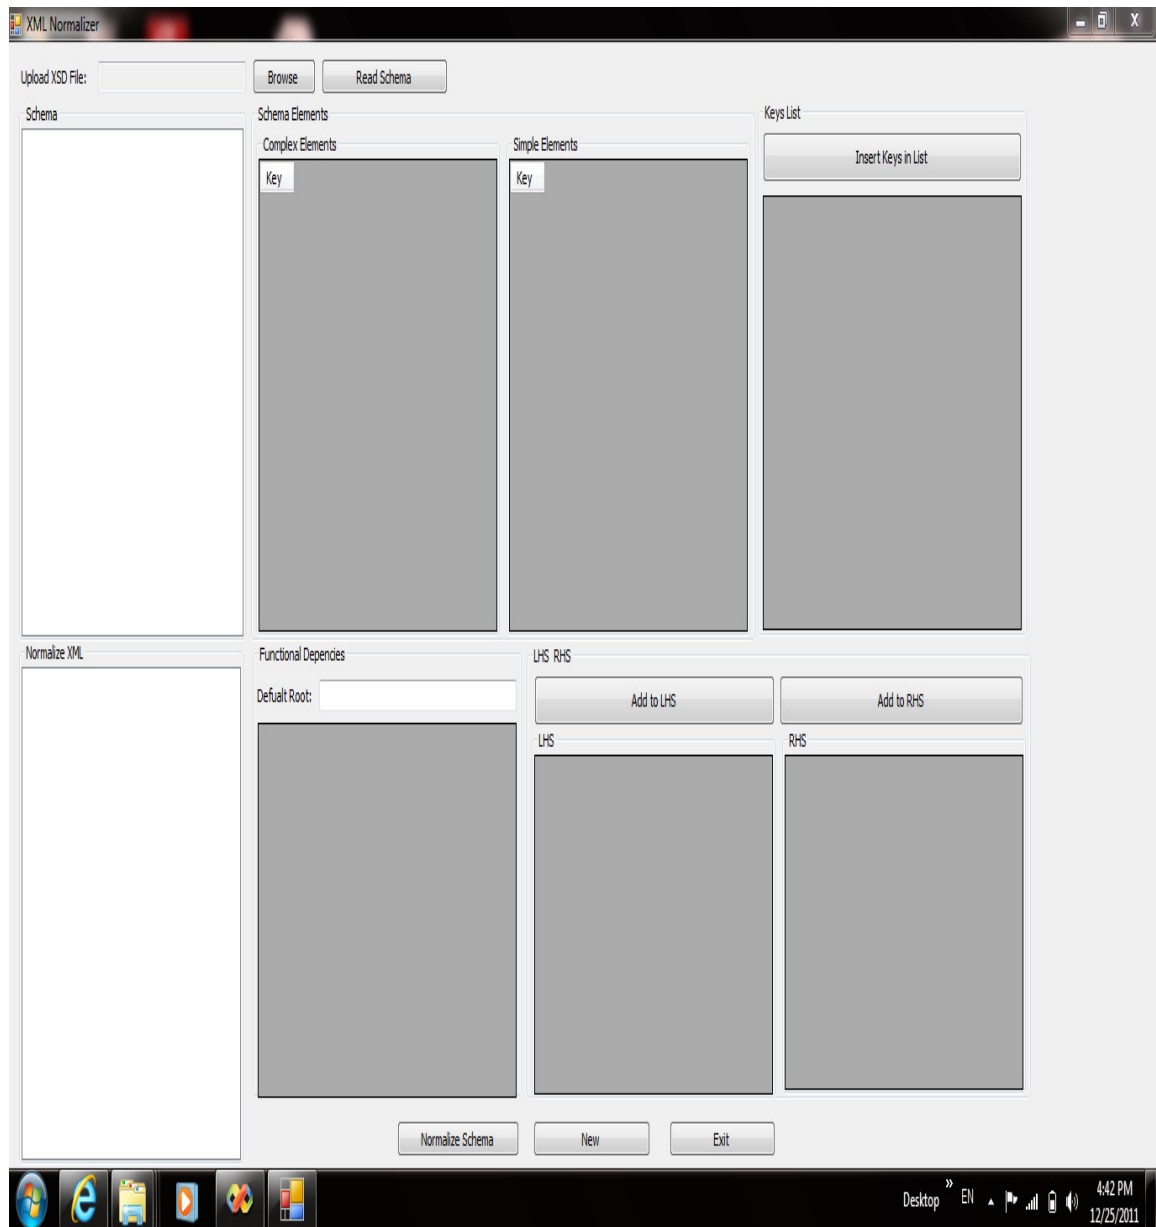 XML Normalizer
Upload XSD File:
Browse
Read Schema
Schema
Schema Elements
Keys List
Complex Elements
Simple Elements
Insert Keys in List
Key
Key
Normalize XML
Functional Depencies
LHS RHS
Defualt Root:
Add to LHS
Add to RHS
LHS
RHS
Normalize Schema
New
Exit
Desktop
»
EN
4:42 PM
12/25/2011